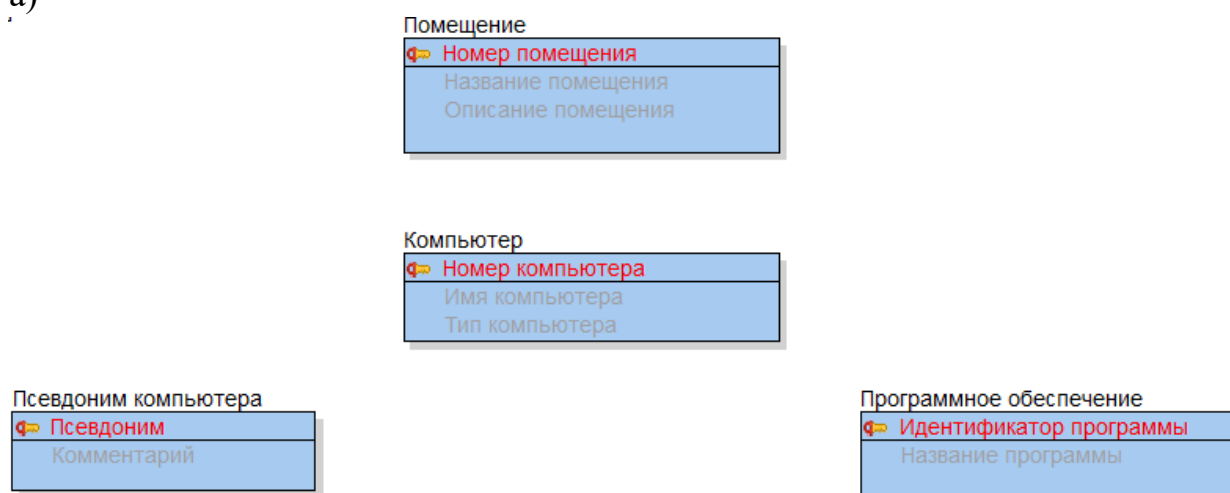 а)
Помещение
Номер помещения
Название помещения
Описание помещения
Компьютер
Номер компьютера
Имя компьютера
Тип компьютера
Псевдоним компьютера
Псевдоним
Комментарий
Программное обеспечение
Идентификатор программы
Название программы